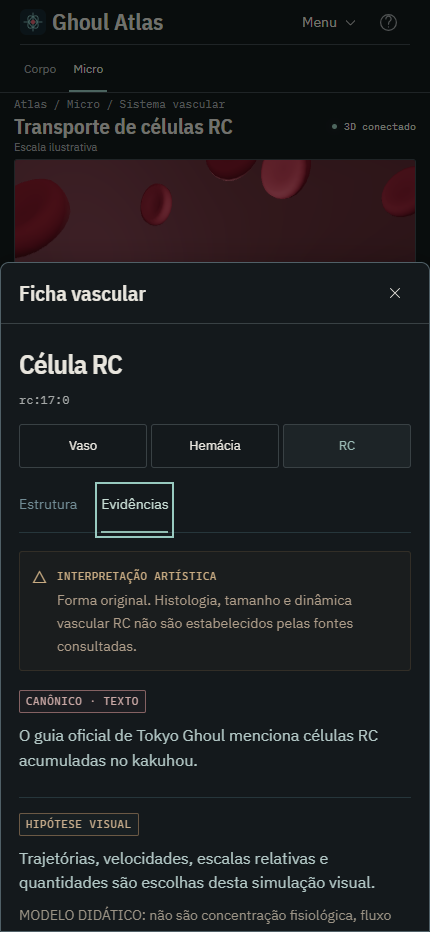 Ghoul Atlas
Menu
Corpo Micro
Atlas / Micro / Sistema vascular
Transporte de células RC
3D conectado
Escala ilustrativa
Ficha vascular
Célula RC
rc:17:0
Vaso Hemácia RC
Estrutura Evidências
INTERPRETAÇÃO ARTÍSTICA
Forma original. Histologia, tamanho e dinâmica
vascular RC não são estabelecidos pelas fontes
consultadas.
CANÔNICO · TEXTO
O guia oficial de Tokyo Ghoul menciona células RC
acumuladas no kakuhou.
HIPÓTESE VISUAL
Trajetórias, velocidades, escalas relativas e
quantidades são escolhas desta simulação visual.
MODELO DIDÁTICO: não são concentração fisiológica, fluxo